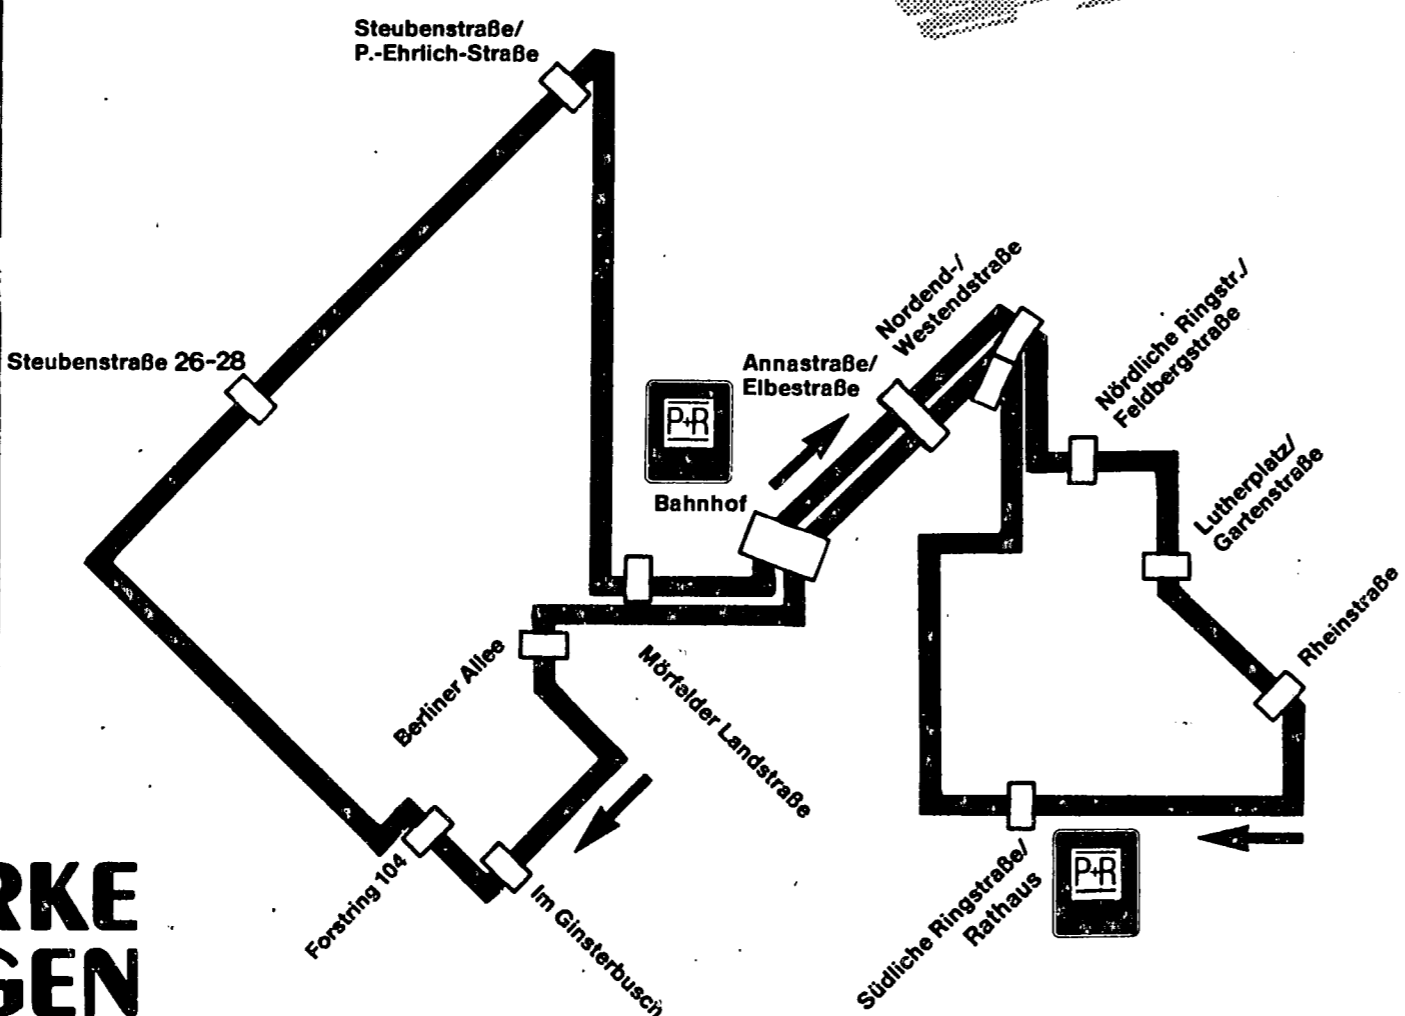 Steubenstraße/
P.-Ehrlich-Straße
Steubenstraße 26-28
Nordend-/
Westendstraße
Nördliche Ringstr./
Feldbergstraße
Annastraße/
Elbestraße
P+R
Bahnhof
Lutherplatz/
Gartenstraße
Rheinstraße
Berliner Allee
Mörfelder Landstraße
Forstring 104
Im Ginsterbusch
Südliche Ringstraße/
Rathaus
P+R
RKE
GEN